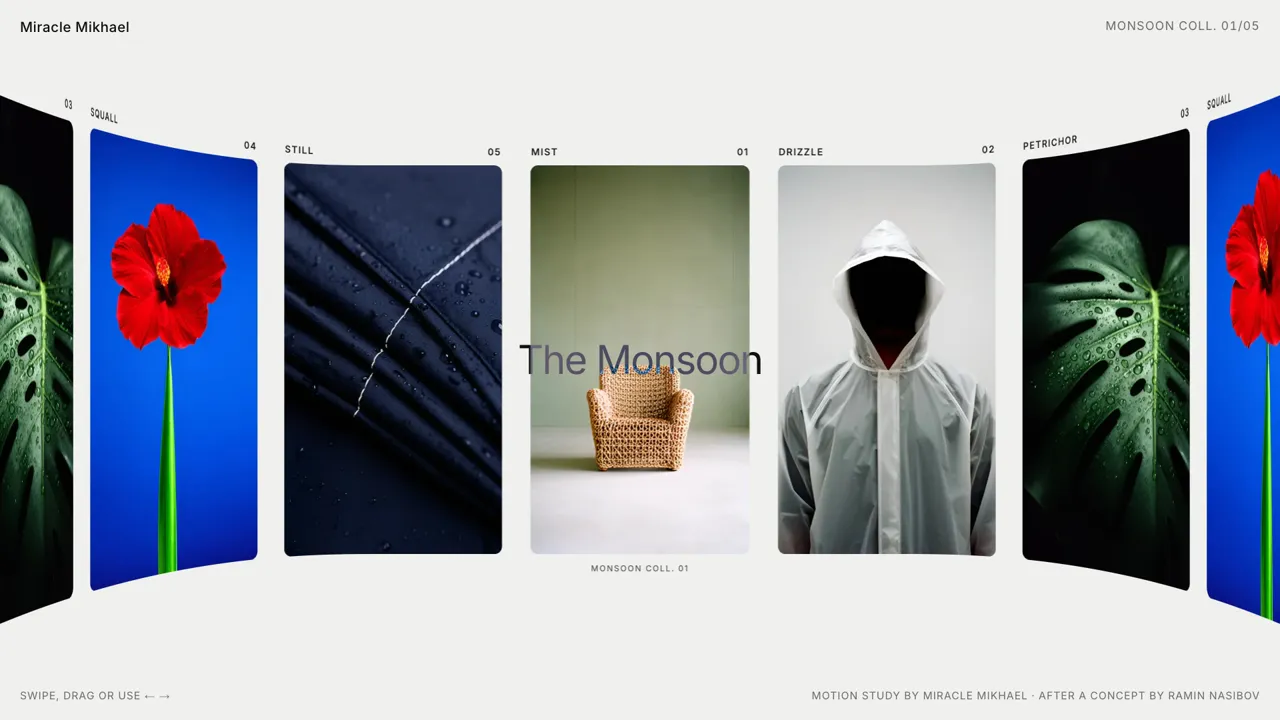 Miracle Mikhael
MONSOON COLL. 01/05
03
SQUALL
04
STILL
05
MIST
01
DRIZZLE
02
PETRICHOR
03
SQUALL
The Monsoon
MONSOON COLL. 01
SWIPE, DRAG OR USE ← →
MOTION STUDY BY MIRACLE MIKHAEL · AFTER A CONCEPT BY RAMIN NASIBOV